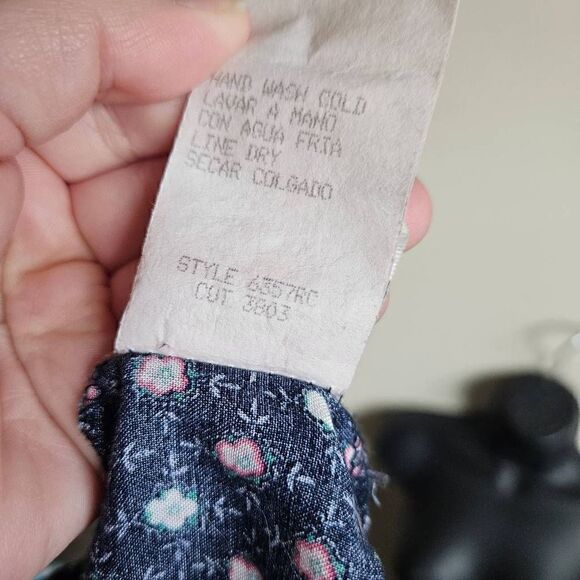 HAND WASH COLD
LAVAR A MANO
CON AGUA FRIA
LINE DRY
SECAR COLGADO
STYLE 6357RC
CUT 3803